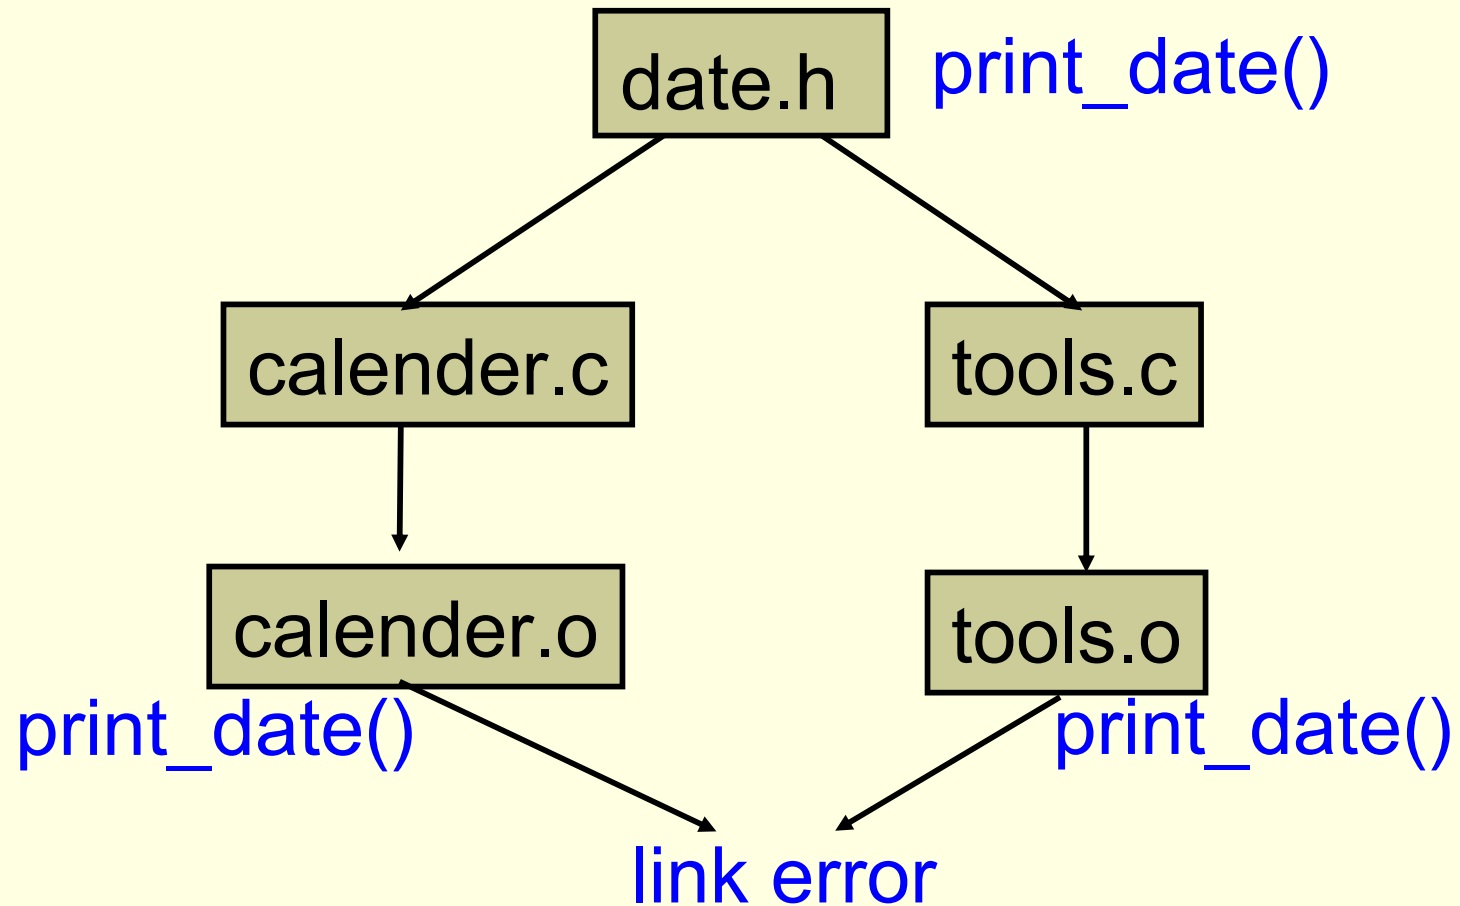 date.h
print_date()
calender.c
tools.c
calender.o
tools.o
print_date()
print_date()
link error